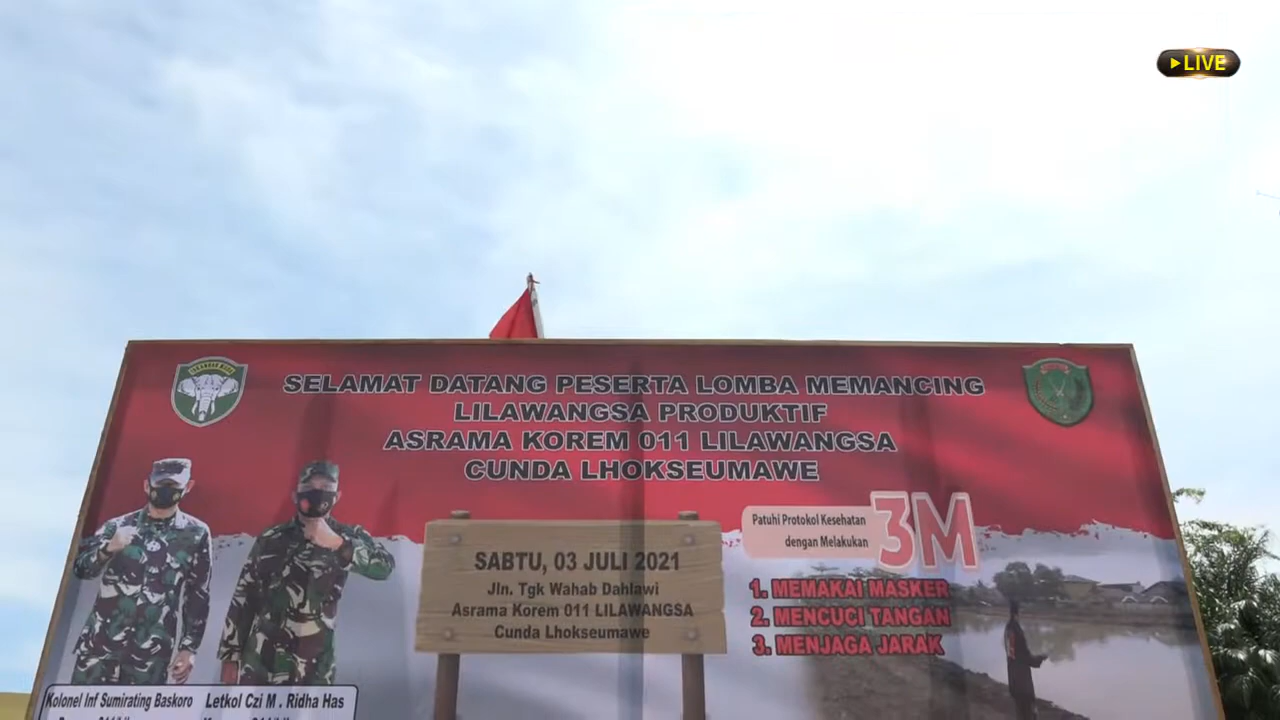 LIVE
SELAMAT DATANG PESERTA LOMBA MEMANCING
LILAWANGSA PRODUKTIF
ASRAMA KOREM 011 LILAWANGSA
CUNDA LHOKSEUMAWE
SABTU, 03 JULI 2021
Jln. Tgk Wahab Dahlawi
Asrama Korem 011 LILAWANGSA
Cunda Lhokseumawe
Patuhi Protokol Kesehatan
dengan Melakukan
3M
1. MEMAKAI MASKER
2. MENCUCI TANGAN
3. MENJAGA JARAK
Kolonel Inf Sumirating Baskoro
Letkol Czi M . Ridha Has